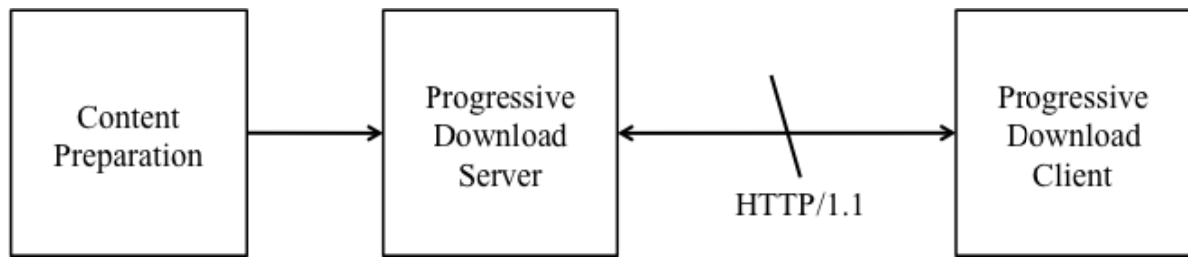 Content
Preparation
Progressive
Download
Server
HTTP/1.1
Progressive
Download
Client